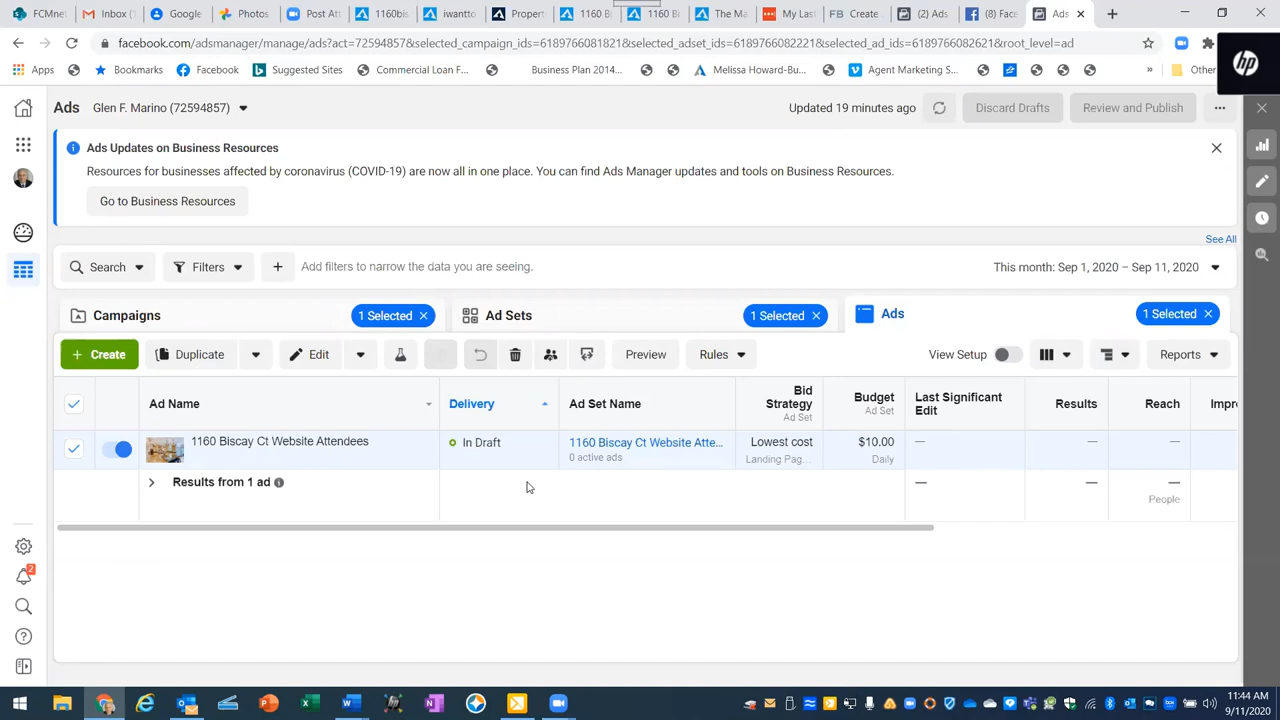 FCMnet
Inbox (
Google
Photos
Post Att
1160bis
iwantto
Propert
1160 B
1160 Bi
The Ma
My Last
FB Create
(2) Ads
(8) Face
Ads
facebook.com/adsmanager/manage/ads?act=72594857&selected_campaign_ids=6189766081821&selected_adset_ids=6189766082221&selected_ad_ids=6189766082621&root_level=ad
Apps Bookmarks Facebook Suggested Sites Commercial Loan F... Business Plan 2014... Melissa Howard-Bu... Agent Marketing S... » Other
hp
Ads Glen F. Marino (72594857) Updated 19 minutes ago Discard Drafts Review and Publish
Ads Updates on Business Resources
Resources for businesses affected by coronavirus (COVID-19) are now all in one place. You can find Ads Manager updates and tools on Business Resources.
Go to Business Resources
See All
Search Filters Add filters to narrow the data you are seeing. This month: Sep 1, 2020 – Sep 11, 2020
Campaigns 1 Selected Ad Sets 1 Selected Ads 1 Selected
Create Duplicate Edit Preview Rules View Setup Reports
Ad Name Delivery Ad Set Name Bid Strategy Ad Set Budget Ad Set Last Significant Edit Results Reach Impr
1160 Biscay Ct Website Attendees In Draft 1160 Biscay Ct Website Atte... Lowest cost $10.00 — — —
0 active ads Landing Pag... Daily
Results from 1 ad — — —
People
2
11:44 AM
9/11/2020